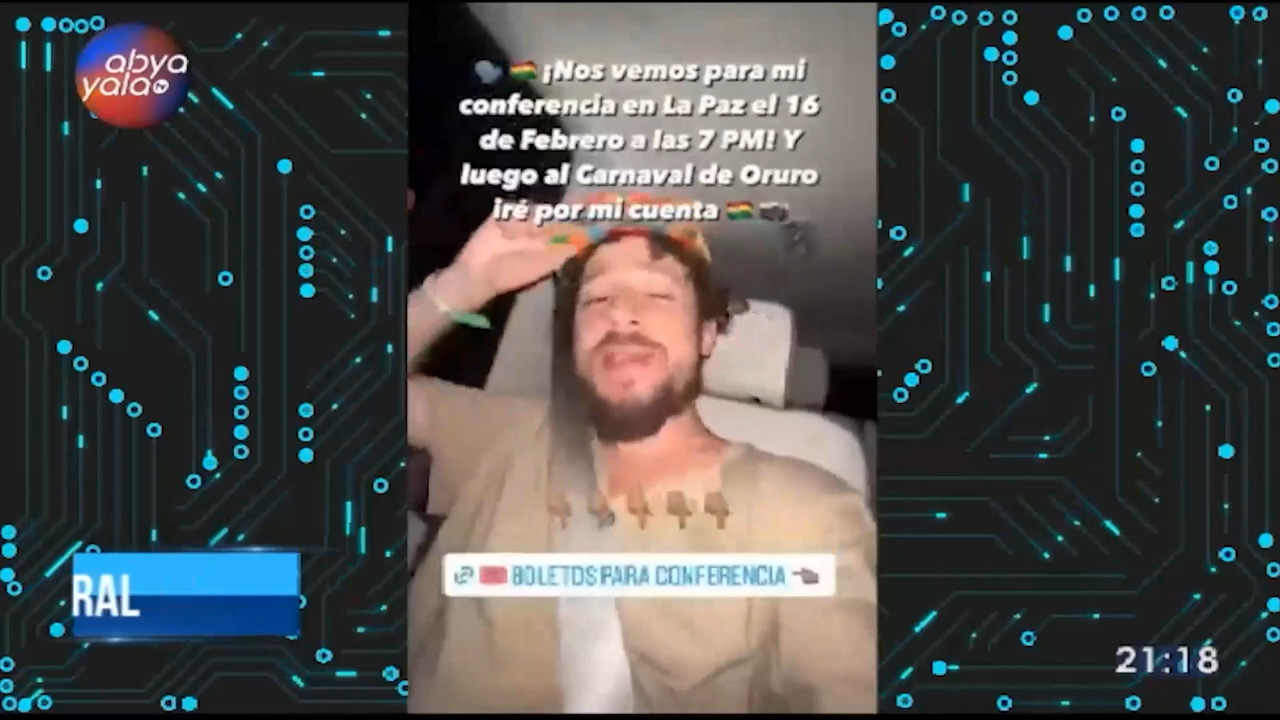 abya
yala tv
¡Nos vemos para mi
conferencia en La Paz el 16
de Febrero a las 7 PM! Y
luego al Carnaval de Oruro
iré por mi cuenta
BOLETOS PARA CONFERENCIA
RAL
21:18